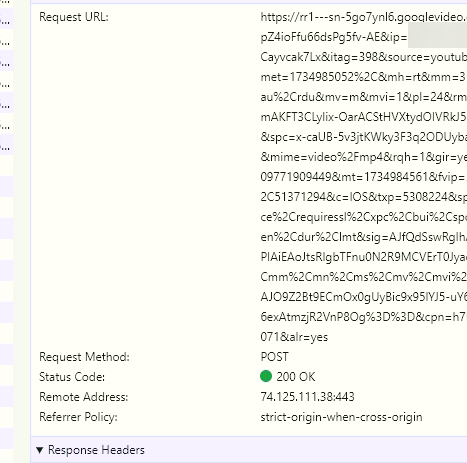 Request URL: https://rr1---sn-5go7ynl6.googlevideo.
pZ4ioFfu66dsPg5fv-AE&ip=
Cayvcak7Lx&itag=398&source=youtub
met=1734985052%2C&mh=rt&mm=3
au%2Crdu&mv=m&mvi=1&pl=24&rm
mAKFT3CLylix-OarACStHVXtydOIVRkJ5
&spc=x-caUB-5v3jtKWky3F3q2ODUyba
&mime=video%2Fmp4&rqh=1&gir=ye
09771909449&mt=1734984561&fvip=
2C51371294&c=IOS&txp=5308224&sp
ce%2Crequiressl%2Cxpc%2Cbui%2Cspc
en%2Cdur%2Clmt&sig=AJfQdSswRgIhA
PlAiEAoJtsRlgbTFnu0N2R9MCVErT0Jyac
Cmm%2Cmn%2Cms%2Cmv%2Cmvi%2
AJO9Z2Bt9ECmOx0gUyBic9x95lYJ5-uY6
6exAtmzjR2VnP8Og%3D%3D&cpn=h7
071&alr=yes
Request Method: POST
Status Code: 200 OK
Remote Address: 74.125.111.38:443
Referrer Policy: strict-origin-when-cross-origin
▼ Response Headers